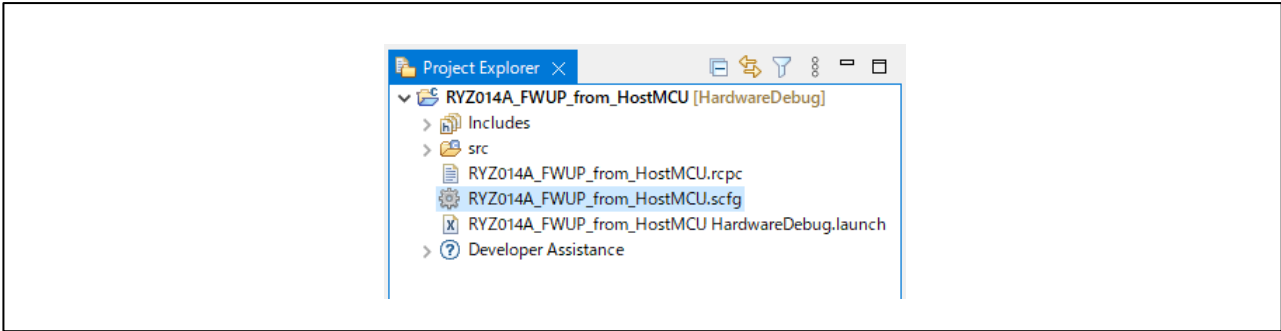 Project Explorer
RYZ014A_FWUP_from_HostMCU [HardwareDebug]
Includes
src
RYZ014A_FWUP_from_HostMCU.rcpc
RYZ014A_FWUP_from_HostMCU.scfg
RYZ014A_FWUP_from_HostMCU HardwareDebug.launch
Developer Assistance